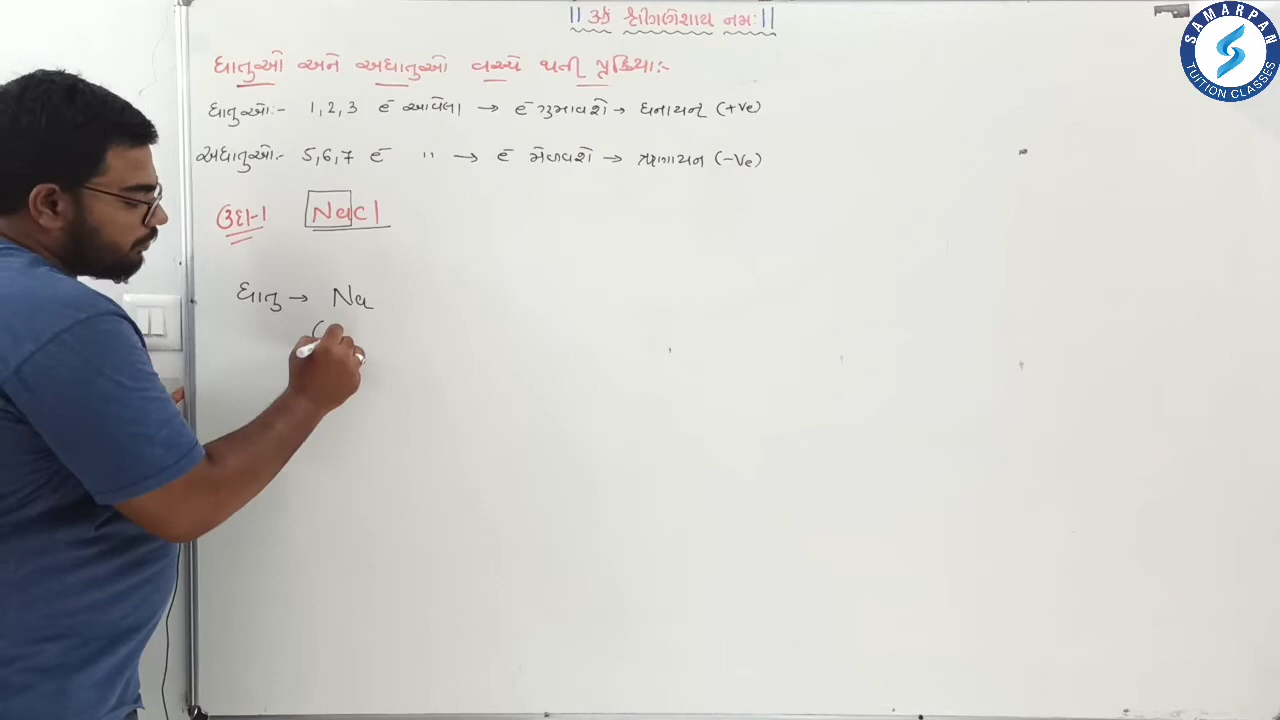 || ૐ શ્રી ગણેશાય નમઃ ||
SAMARPAN TUITION CLASSES
ધાતુઓ અને અધાતુઓ વચ્ચે થતી પ્રક્રિયા:-
ધાતુઓ:- 1, 2, 3 e⁻ આવેલા → e⁻ ગુમાવશે → ધનાયન (+ve)
અધાતુઓ:- 5, 6, 7 e⁻ " → e⁻ મેળવશે → ઋણાયન (-ve)
ઉદા-1 NaCl
ધાતુ → Na
(